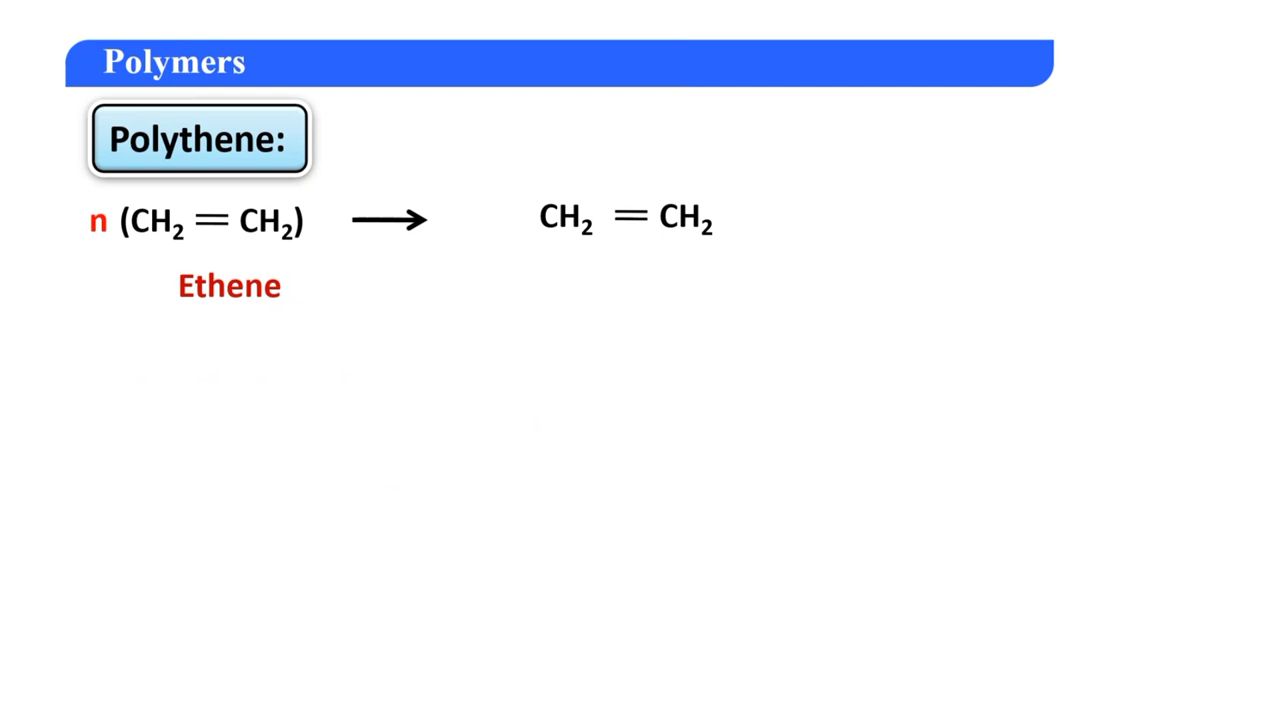 Polymers
Polythene:
n (CH₂ = CH₂) → CH₂ = CH₂
Ethene